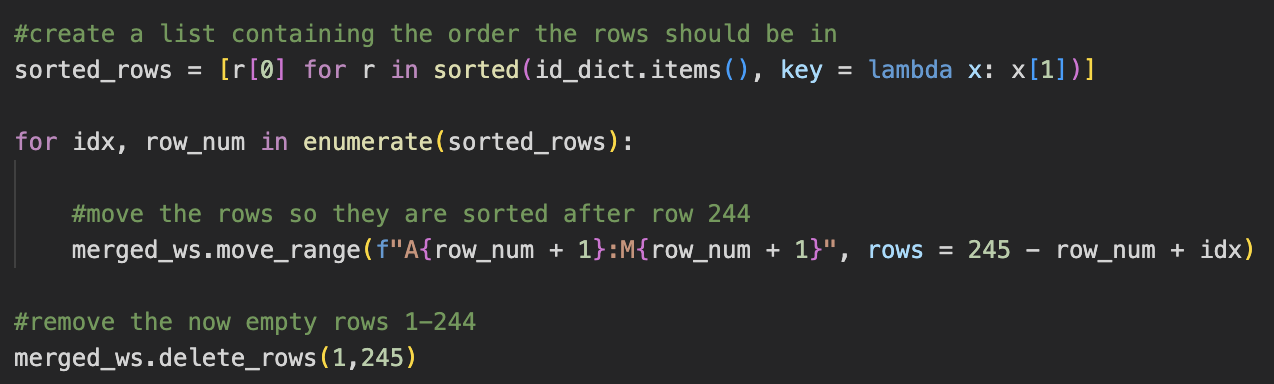 #create a list containing the order the rows should be in
sorted_rows = [r[0] for r in sorted(id_dict.items(), key = lambda x: x[1])]
for idx, row_num in enumerate(sorted_rows):
#move the rows so they are sorted after row 244
merged_ws.move_range(f"A{row_num + 1}:M{row_num + 1}", rows = 245 - row_num + idx)
#remove the now empty rows 1-244
merged_ws.delete_rows(1,245)